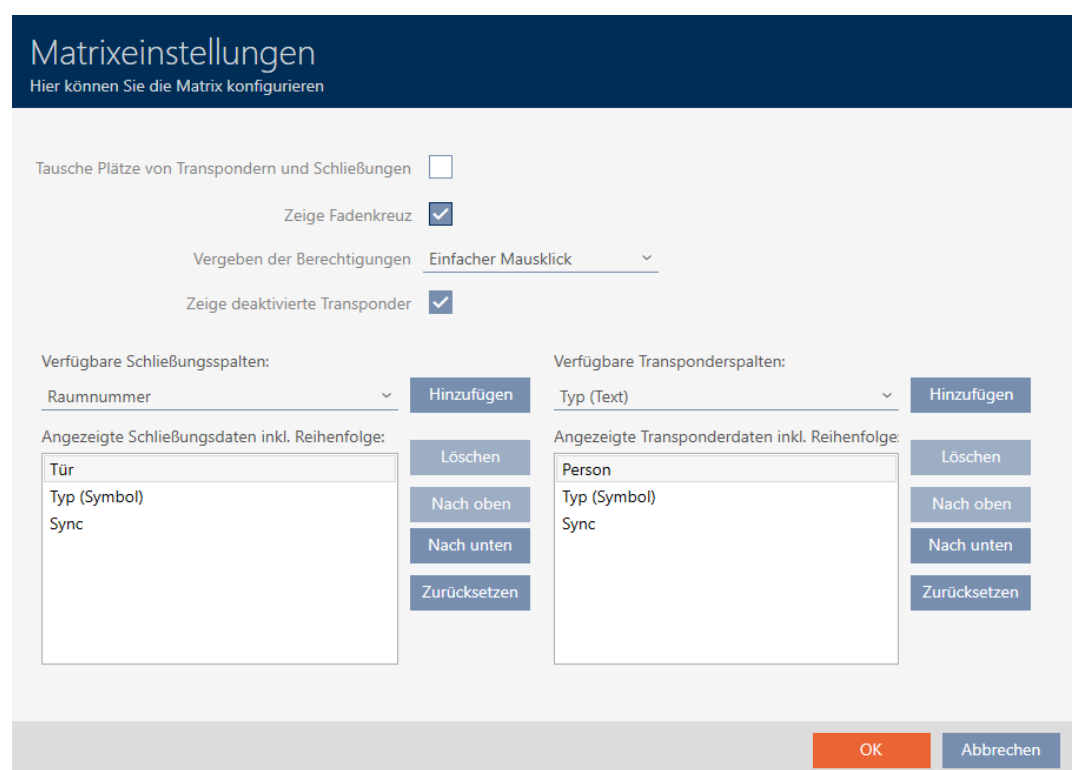 Matrixeinstellungen
Hier können Sie die Matrix konfigurieren
Tausche Plätze von Transpondern und Schließungen
Zeige Fadenkreuz
Vergeben der Berechtigungen Einfacher Mausklick
Zeige deaktivierte Transponder
Verfügbare Schließungsspalten:
Raumnummer
Hinzufügen
Angezeigte Schließungsdaten inkl. Reihenfolge:
Tür
Typ (Symbol)
Sync
Löschen
Nach oben
Nach unten
Zurücksetzen
Verfügbare Transponderspalten:
Typ (Text)
Hinzufügen
Angezeigte Transponderdaten inkl. Reihenfolge:
Person
Typ (Symbol)
Sync
Löschen
Nach oben
Nach unten
Zurücksetzen
OK
Abbrechen